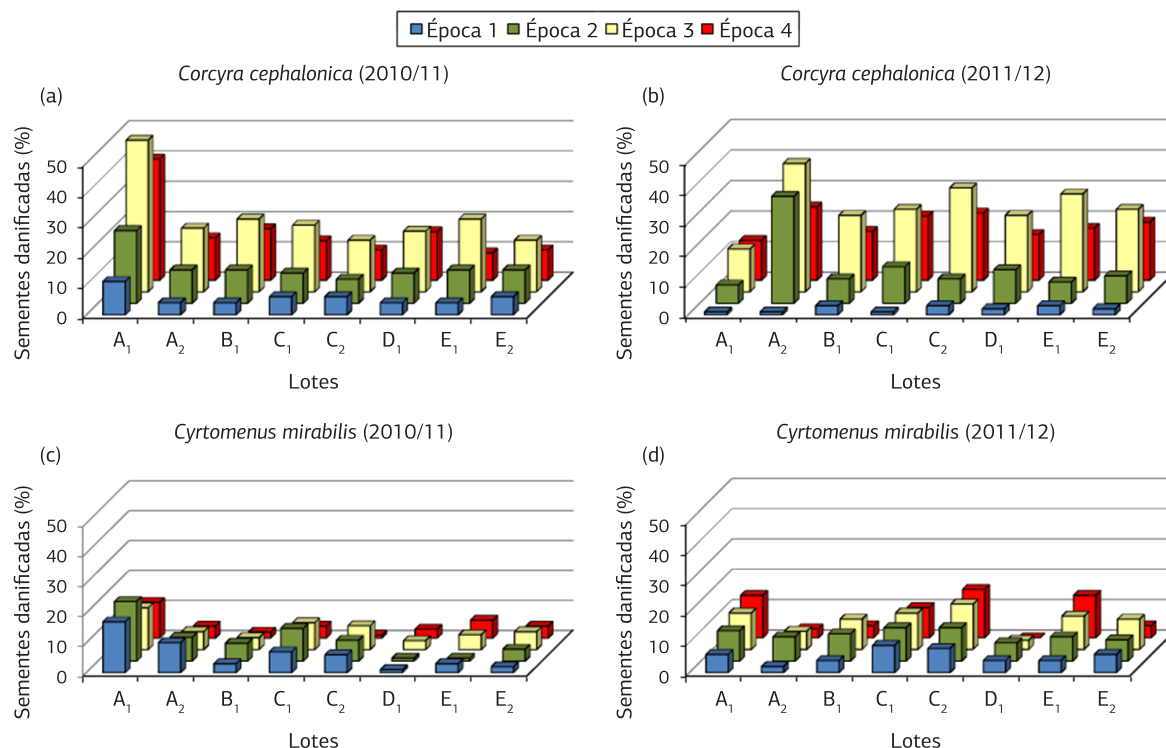 Época 1 Época 2 Época 3 Época 4
Corcyra cephalonica (2010/11)
(a)
Sementes danificadas (%)
50
40
30
20
10
0
A1 A2 B1 C1 C2 D1 E1 E2
Lotes
Corcyra cephalonica (2011/12)
(b)
Sementes danificadas (%)
50
40
30
20
10
0
A1 A2 B1 C1 C2 D1 E1 E2
Lotes
Cyrtomenus mirabilis (2010/11)
(c)
Sementes danificadas (%)
50
40
30
20
10
0
A1 A2 B1 C1 C2 D1 E1 E2
Lotes
Cyrtomenus mirabilis (2011/12)
(d)
Sementes danificadas (%)
50
40
30
20
10
0
A1 A2 B1 C1 C2 D1 E1 E2
Lotes